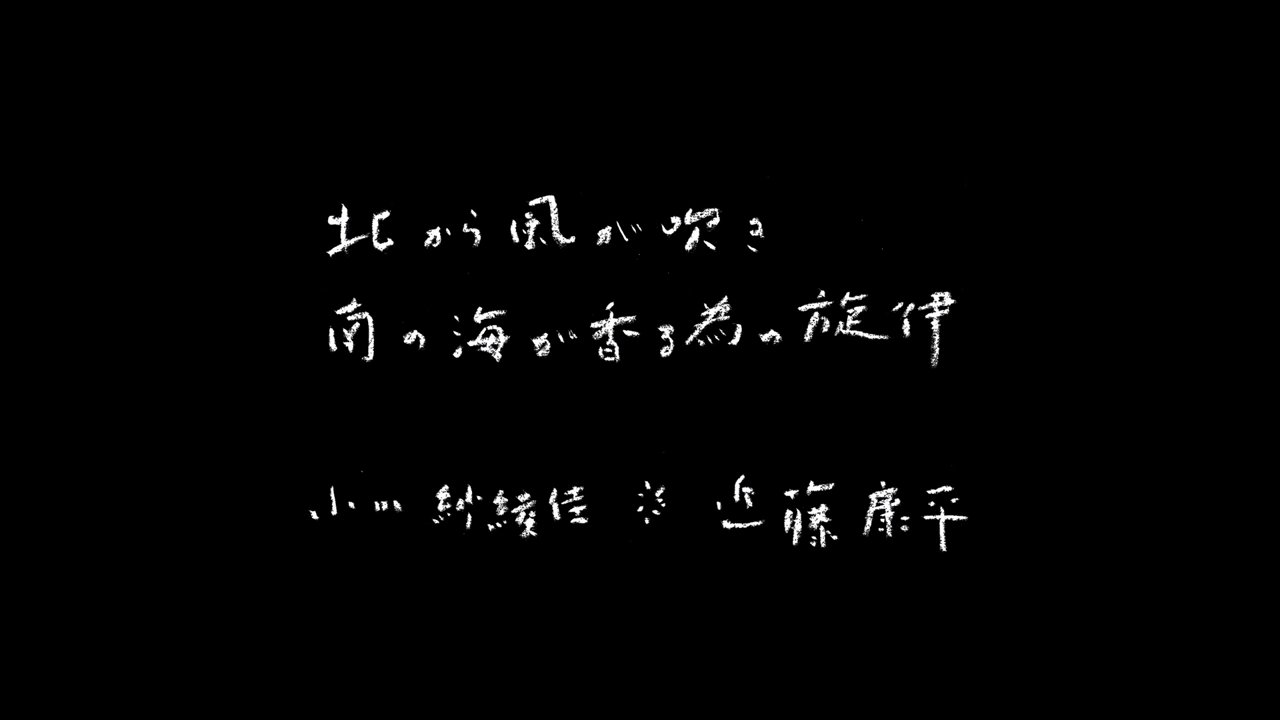 北から風が吹き
南の海が香る為の旋律
小川紗綾佳 ※ 近藤康平